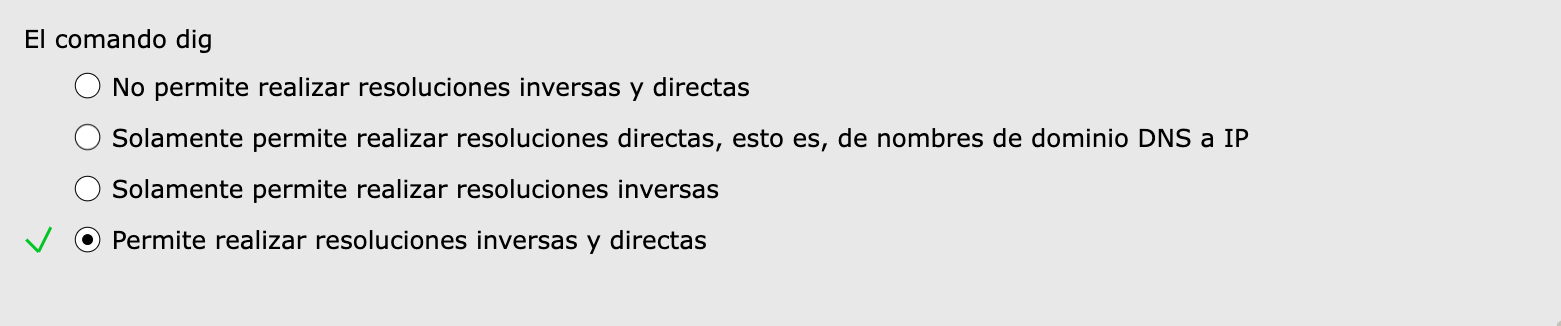 El comando dig
No permite realizar resoluciones inversas y directas
Solamente permite realizar resoluciones directas, esto es, de nombres de dominio DNS a IP
Solamente permite realizar resoluciones inversas
Permite realizar resoluciones inversas y directas